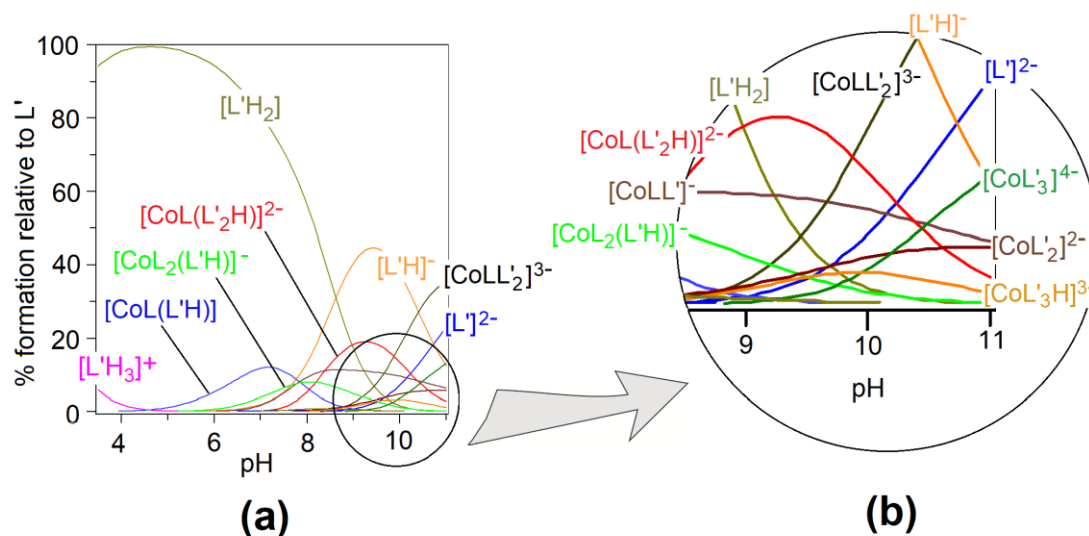 % formation relative to L'
100
80
60
40
20
0
4
6
8
10
pH
[L'H2]
[CoL(L'2H)]2-
[CoL2(L'H)]-
[CoL(L'H)]
[L'H3]+
[L'H]-
[CoLL'2]3-
[L']2-
(a)
[L'H]-
[L'H2]
[CoLL'2]3-
[L']2-
[CoL(L'2H)]2-
[CoLL']-
[CoL2(L'H)]-
[CoL'3]4-
[CoL'2]2-
[CoL'3H]3-
9
10
11
pH
(b)